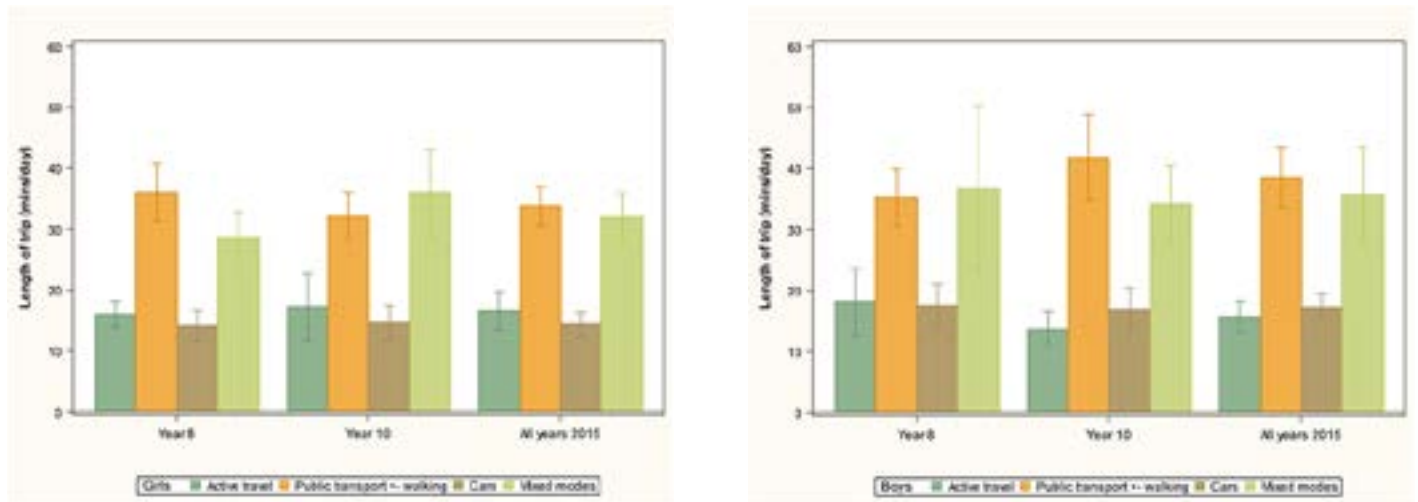 60
50
40
30
20
10
0
Length of trip (mins/day)
Year 8
Year 10
All years 2015
Girls Active travel Public transport +- walking Cars Mixed modes
60
50
40
30
20
10
0
Length of trip (mins/day)
Year 8
Year 10
All years 2015
Boys Active travel Public transport +- walking Cars Mixed modes